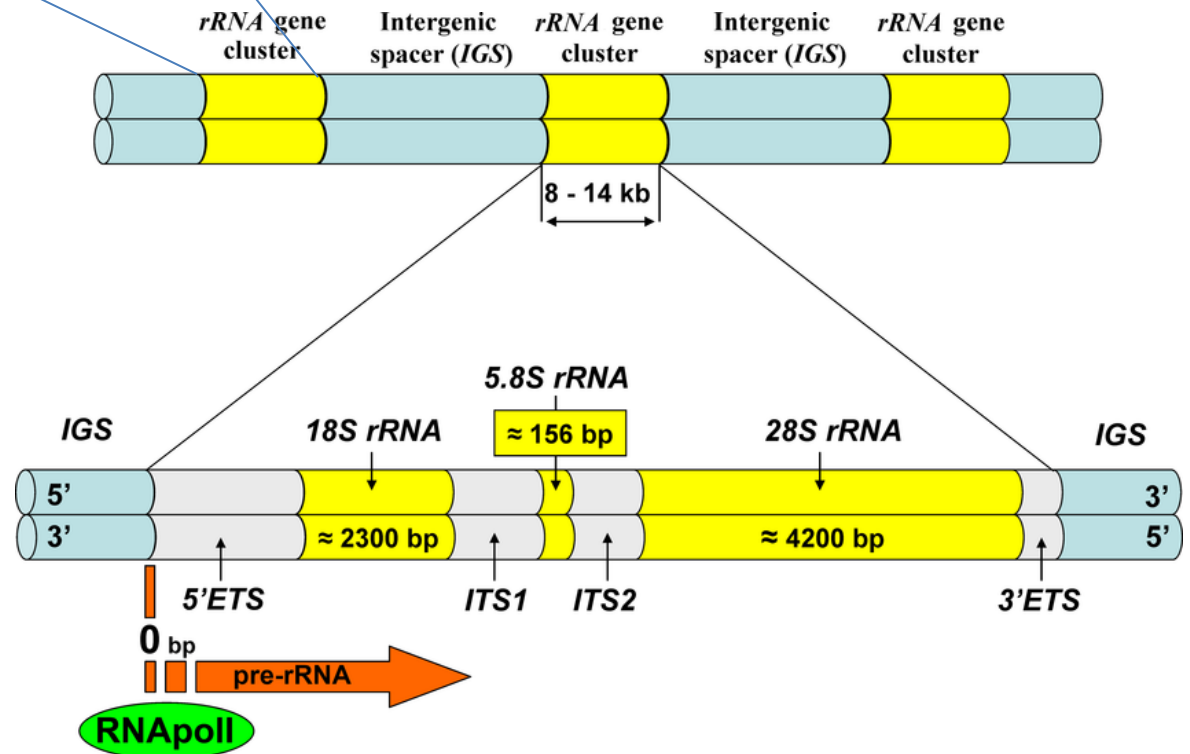 rRNA gene
cluster
Intergenic
spacer (IGS)
rRNA gene
cluster
Intergenic
spacer (IGS)
rRNA gene
cluster
8 - 14 kb
5.8S rRNA
≈ 156 bp
IGS
18S rRNA
28S rRNA
IGS
5’
3’
3’
≈ 2300 bp
≈ 4200 bp
5’
5’ETS
ITS1
ITS2
3’ETS
0 bp
pre-rRNA
RNApolI